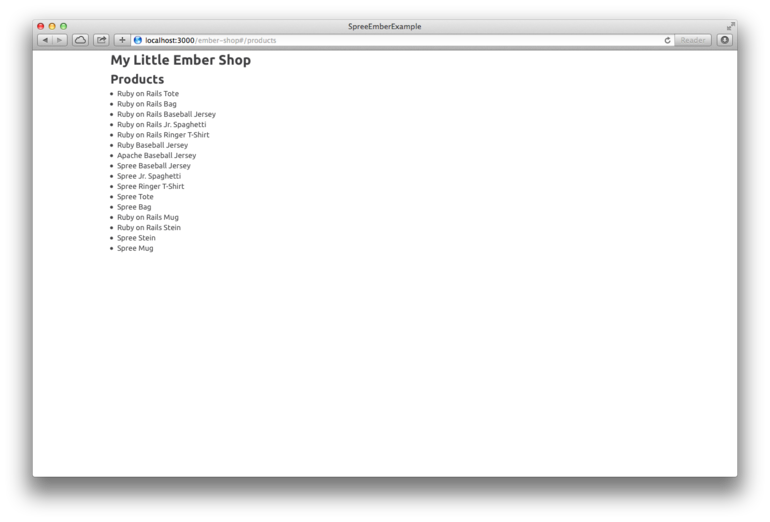 SpreeEmberExample
localhost:3000/ember-shop#/products
Reader
My Little Ember Shop
Products
Ruby on Rails Tote
Ruby on Rails Bag
Ruby on Rails Baseball Jersey
Ruby on Rails Jr. Spaghetti
Ruby on Rails Ringer T-Shirt
Ruby Baseball Jersey
Apache Baseball Jersey
Spree Baseball Jersey
Spree Jr. Spaghetti
Spree Ringer T-Shirt
Spree Tote
Spree Bag
Ruby on Rails Mug
Ruby on Rails Stein
Spree Stein
Spree Mug